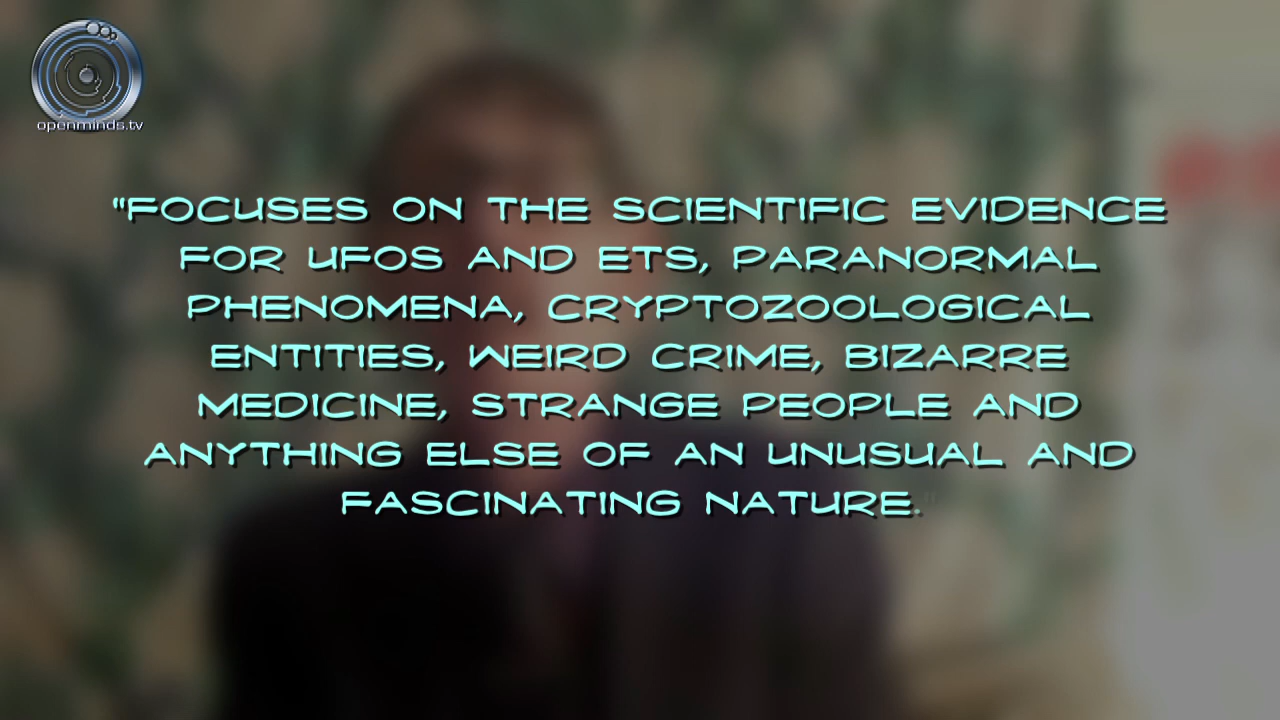 openminds.tv
"FOCUSES ON THE SCIENTIFIC EVIDENCE
FOR UFOS AND ETS, PARANORMAL
PHENOMENA, CRYPTOZOOLOGICAL
ENTITIES, WEIRD CRIME, BIZARRE
MEDICINE, STRANGE PEOPLE AND
ANYTHING ELSE OF AN UNUSUAL AND
FASCINATING NATURE."